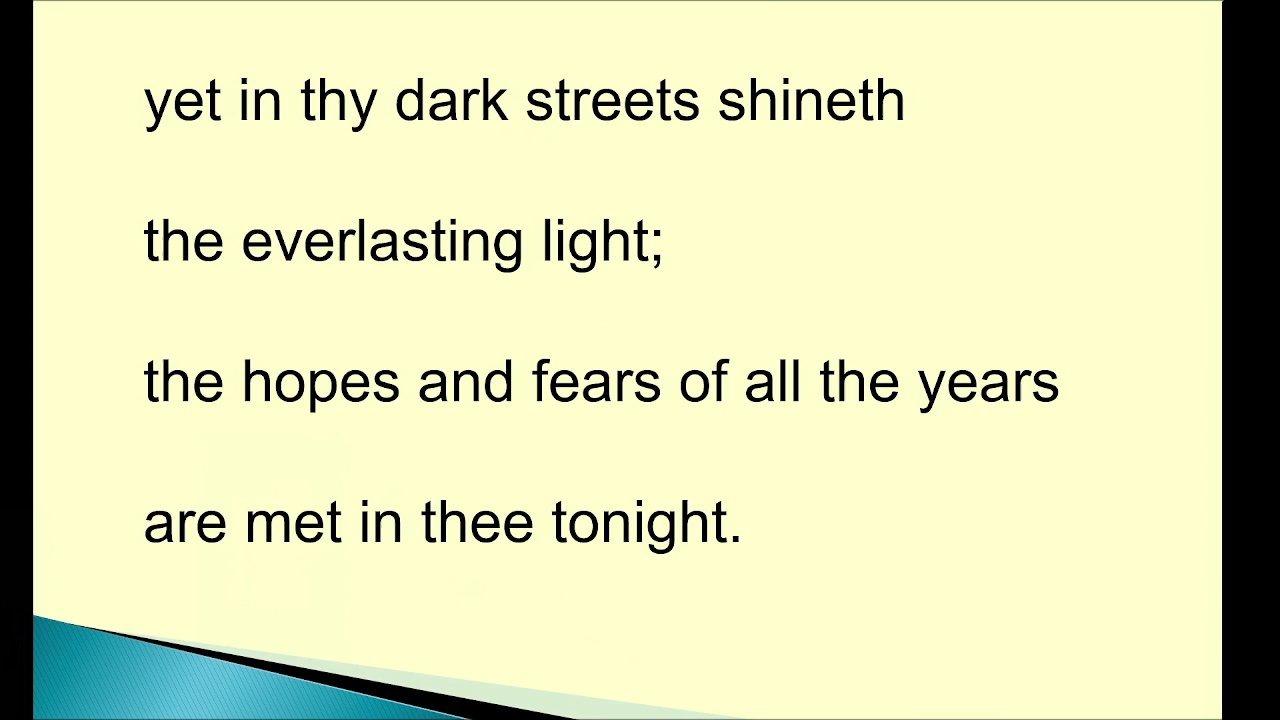 yet in thy dark streets shineth
the everlasting light;
the hopes and fears of all the years
are met in thee tonight.